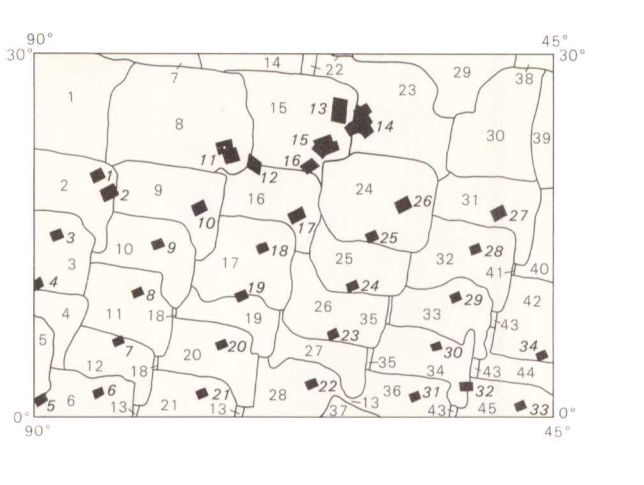 90° 45°
30° 14 22 29 38 30°
7
1 15 13 23
8 14 30 39
15
11 16
12
1 24
2 2 9 16 26 31 27
10 17
3 10 9 18 25 28
3 17 25 32 40
4 24 41
8 19 29 42
4 11 18 19 26 35 33 43
5 7 20 20 23 30 34
12 18 27 35 34 43 44
6 6 21 28 22 36 31 32
5 13 21 13 37 13 43 45 33
0° 0°
90° 45°